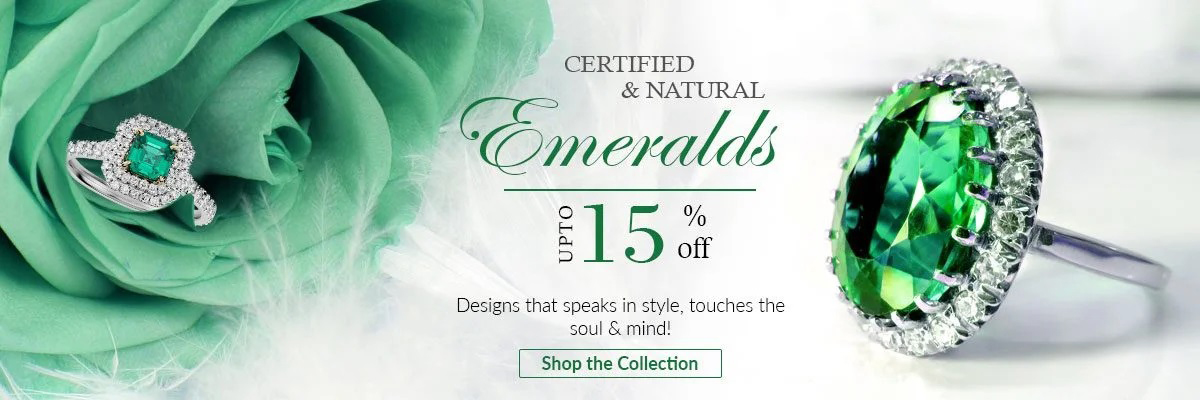 CERTIFIED
& NATURAL
Emeralds
UPTO 15 % off
Designs that speaks in style, touches the
soul & mind!
Shop the Collection